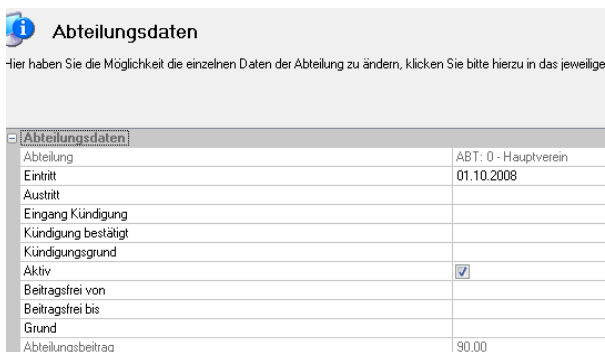 Abteilungsdaten
Hier haben Sie die Möglichkeit die einzelnen Daten der Abteilung zu ändern, klicken Sie bitte hierzu in das jeweilige
Abteilungsdaten
Abteilung ABT: 0 - Hauptverein
Eintritt 01.10.2008
Austritt
Eingang Kündigung
Kündigung bestätigt
Kündigungsgrund
Aktiv
Beitragsfrei von
Beitragsfrei bis
Grund
Abteilungsbeitrag 90.00